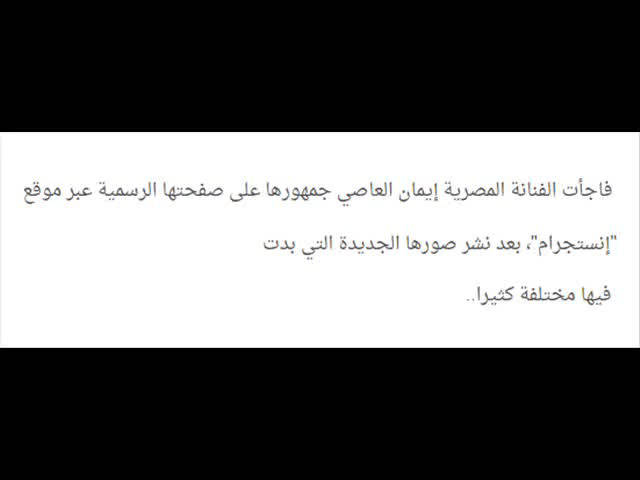 فاجأت الفنانة المصرية إيمان العاصي جمهورها على صفحتها الرسمية عبر موقع
"إنستجرام"، بعد نشر صورها الجديدة التي بدت
فيها مختلفة كثيرا..